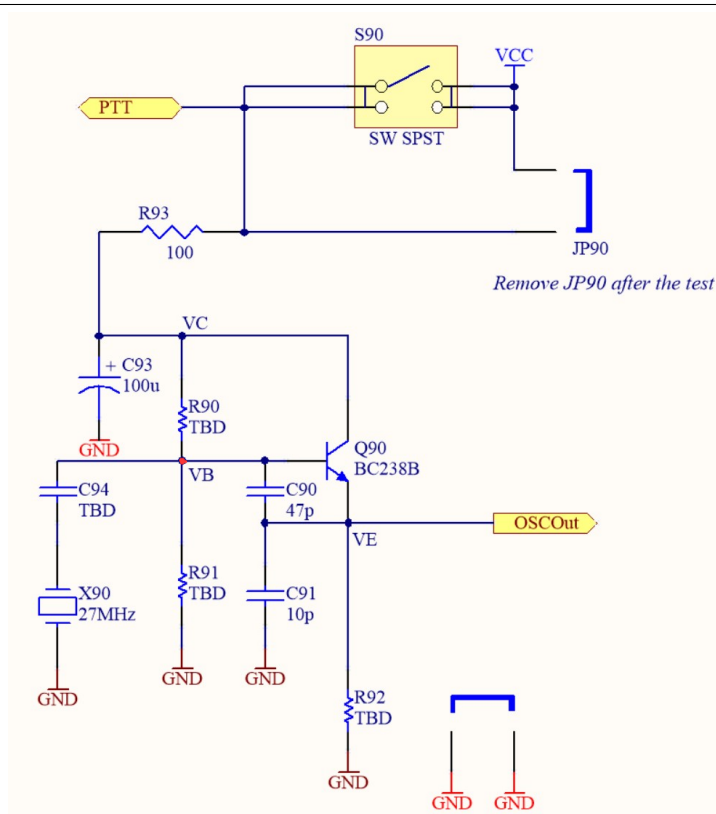 S90
VCC
PTT
SW SPST
R93
100
JP90
Remove JP90 after the test
VC
+ C93
100u
R90
TBD
GND
Q90
BC238B
VB
C94
TBD
C90
47p
OSCOut
VE
X90
27MHz
R91
TBD
C91
10p
GND
GND
GND
R92
TBD
GND
GND
GND